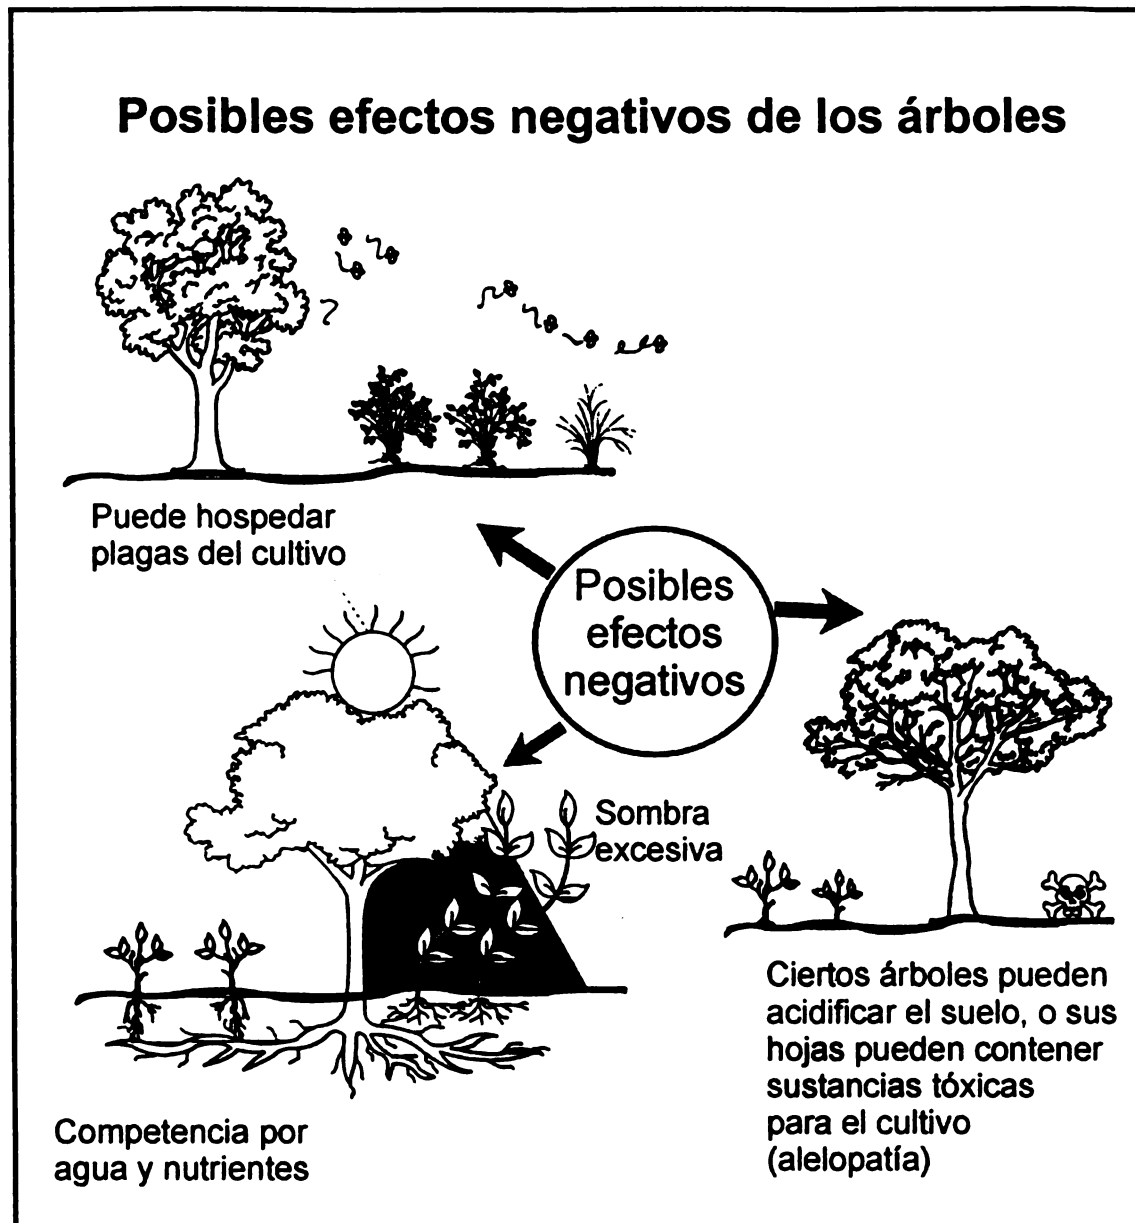 Posibles efectos negativos de los árboles
Puede hospedar
plagas del cultivo
Posibles
efectos
negativos
Sombra
excesiva
Competencia por
agua y nutrientes
Ciertos árboles pueden
acidificar el suelo, o sus
hojas pueden contener
sustancias tóxicas
para el cultivo
(alelopatía)